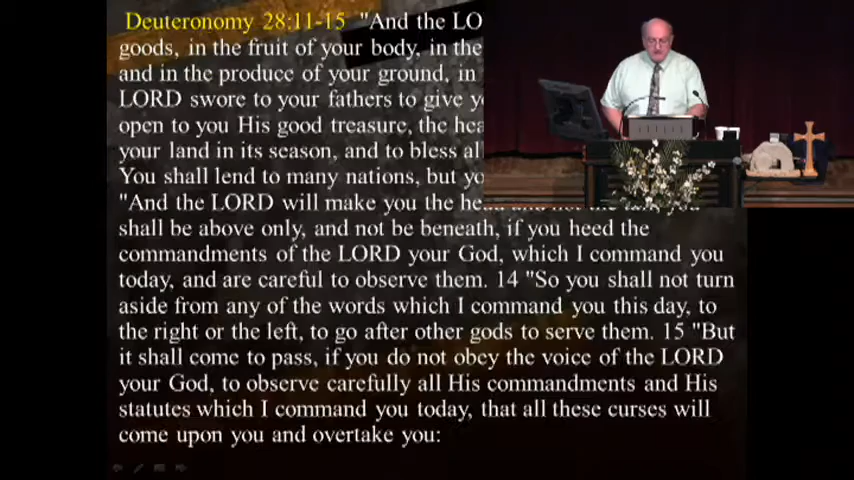 Deuteronomy 28:11-15 "And the LO
goods, in the fruit of your body, in the
and in the produce of your ground, in
LORD swore to your fathers to give y
open to you His good treasure, the hea
your land in its season, and to bless al
You shall lend to many nations, but yo
"And the LORD will make you the head and not the tail; you
shall be above only, and not be beneath, if you heed the
commandments of the LORD your God, which I command you
today, and are careful to observe them. 14 "So you shall not turn
aside from any of the words which I command you this day, to
the right or the left, to go after other gods to serve them. 15 "But
it shall come to pass, if you do not obey the voice of the LORD
your God, to observe carefully all His commandments and His
statutes which I command you today, that all these curses will
come upon you and overtake you: